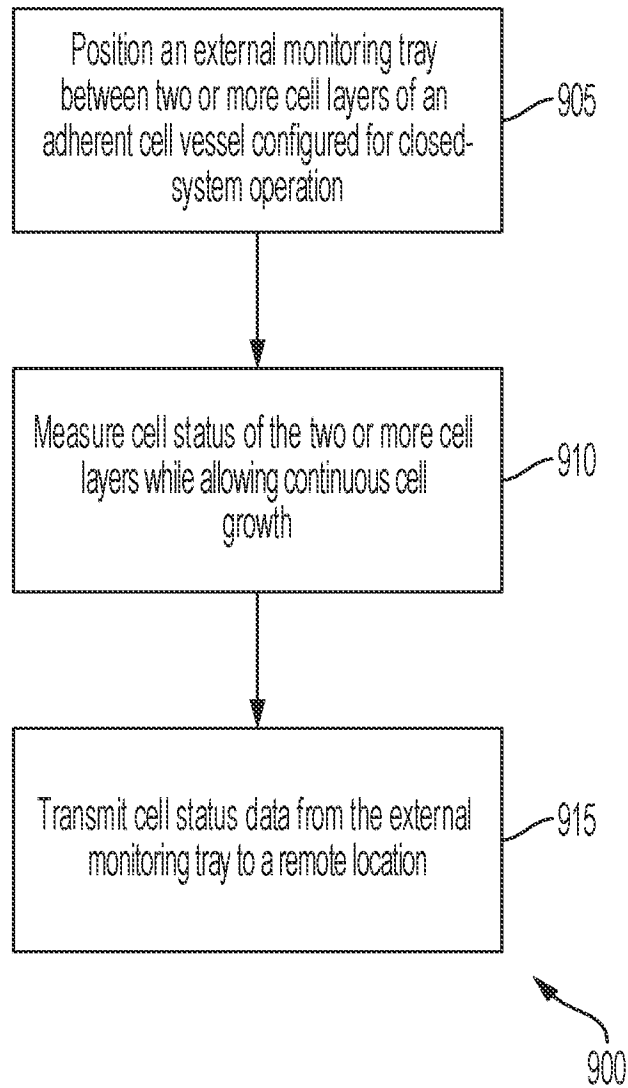 Position an external monitoring tray
between two or more cell layers of an
adherent cell vessel configured for closed-
system operation
905
Measure cell status of the two or more cell
layers while allowing continuous cell
growth
910
Transmit cell status data from the external
monitoring tray to a remote location
915
900